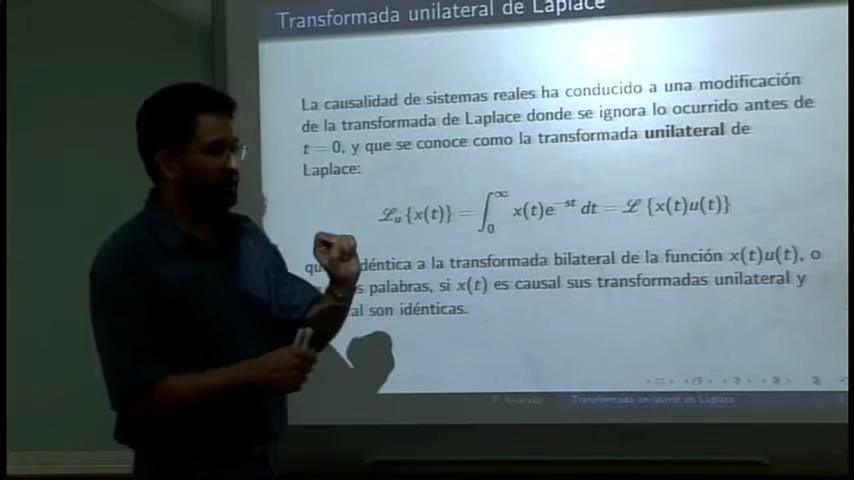 Transformada unilateral de Laplace
La causalidad de sistemas reales ha conducido a una modificación
de la transformada de Laplace donde se ignora lo ocurrido antes de
t = 0, y que se conoce como la transformada unilateral de
Laplace:
ℒᵤ {x(t)} = ∫₀^∞ x(t)e^{−st} dt = ℒ {x(t)u(t)}
déntica a la transformada bilateral de la función x(t)u(t), o
palabras, si x(t) es causal sus transformadas unilateral y
al son idénticas.
P. Alvarado Transformada unilateral de Laplace